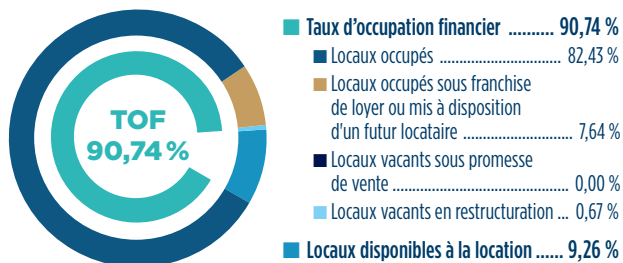 TOF
90,74 %
Taux d'occupation financier .......... 90,74 %
Locaux occupés ............................. 82,43 %
Locaux occupés sous franchise
de loyer ou mis à disposition
d'un futur locataire .......................... 7,64 %
Locaux vacants sous promesse
de vente .......................................... 0,00 %
Locaux vacants en restructuration ... 0,67 %
Locaux disponibles à la location ...... 9,26 %